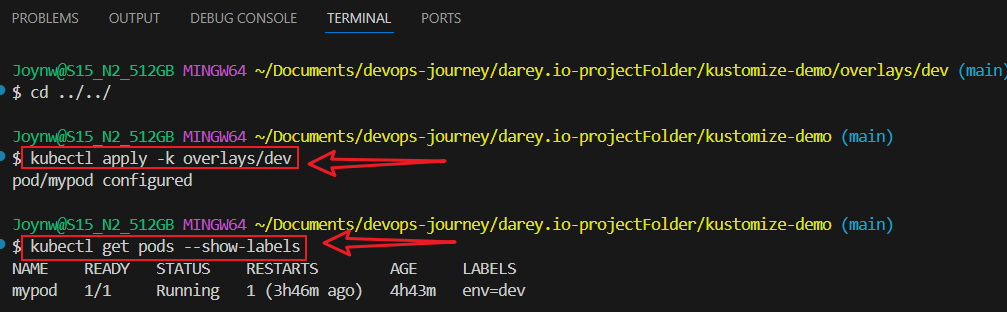 PROBLEMS OUTPUT DEBUG CONSOLE TERMINAL PORTS
Joynw@S15_N2_512GB MINGW64 ~/Documents/devops-journey/darey.io-projectFolder/kustomize-demo/overlays/dev (main)
$ cd ../../
Joynw@S15_N2_512GB MINGW64 ~/Documents/devops-journey/darey.io-projectFolder/kustomize-demo (main)
$ kubectl apply -k overlays/dev
pod/mypod configured
Joynw@S15_N2_512GB MINGW64 ~/Documents/devops-journey/darey.io-projectFolder/kustomize-demo (main)
$ kubectl get pods --show-labels
NAME READY STATUS RESTARTS AGE LABELS
mypod 1/1 Running 1 (3h46m ago) 4h43m env=dev